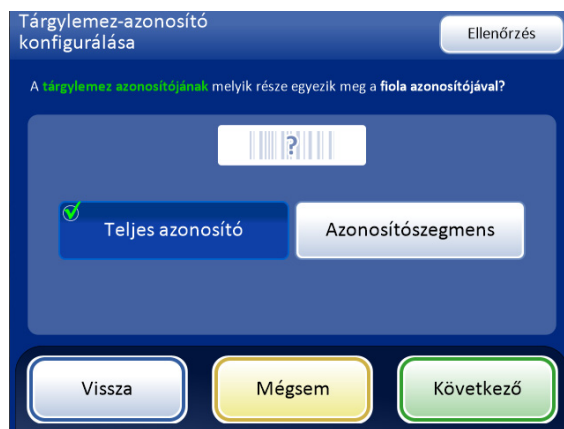 Tárgylemez-azonosító
konfigurálása
Ellenőrzés
A tárgylemez azonosítójának melyik része egyezik meg a fiola azonosítójával?
?
Teljes azonosító
Azonosítószegmens
Vissza
Mégsem
Következő